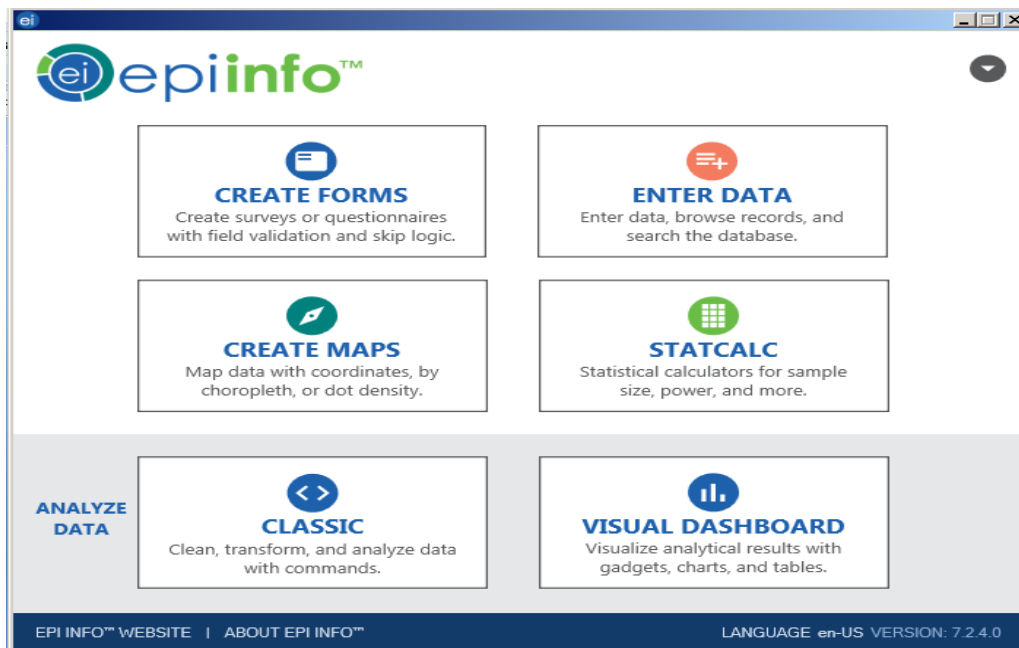 ei
ei epiinfo™
CREATE FORMS
Create surveys or questionnaires
with field validation and skip logic.
ENTER DATA
Enter data, browse records, and
search the database.
CREATE MAPS
Map data with coordinates, by
choropleth, or dot density.
STATCALC
Statistical calculators for sample
size, power, and more.
ANALYZE
DATA
CLASSIC
Clean, transform, and analyze data
with commands.
VISUAL DASHBOARD
Visualize analytical results with
gadgets, charts, and tables.
EPI INFO™ WEBSITE | ABOUT EPI INFO™
LANGUAGE en-US VERSION: 7.2.4.0